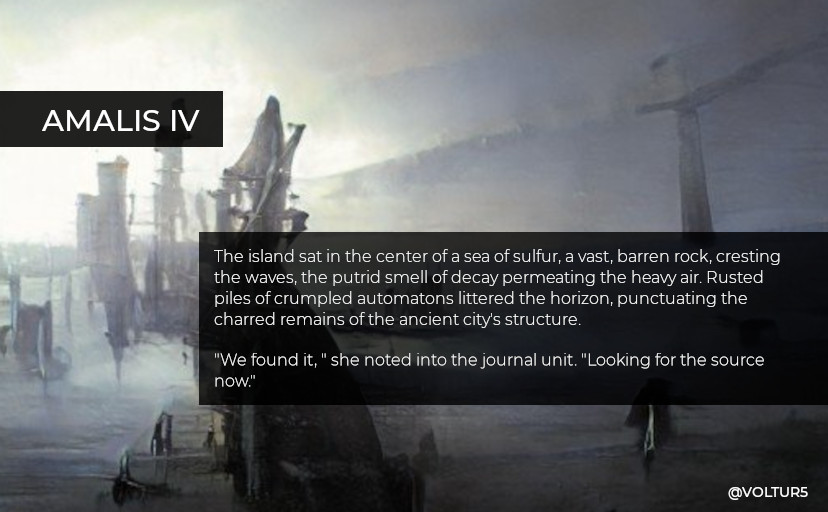 AMALIS IV
The island sat in the center of a sea of sulfur, a vast, barren rock, cresting
the waves, the putrid smell of decay permeating the heavy air. Rusted
piles of crumpled automatons littered the horizon, punctuating the
charred remains of the ancient city's structure.
"We found it, " she noted into the journal unit. "Looking for the source
now."
@VOLTUR5